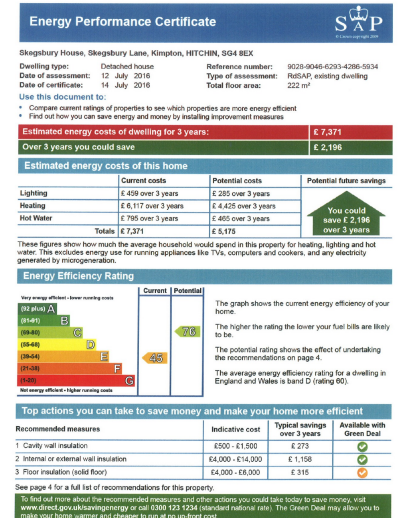 Energy Performance Certificate
SAP
Skegsbury House, Skegsbury Lane, Kimpton, HITCHIN, SG4 8EX
Dwelling type: Detached house
Reference number: 9028-9046-6293-4286-5934
Date of assessment: 12 July 2016
Type of assessment: RdSAP, existing dwelling
Date of certificate: 14 July 2016
Total floor area: 222 m²
Use this document to:
• Compare current ratings of properties to see which properties are more energy efficient
• Find out how you can save energy and money by installing improvement measures
Estimated energy costs of dwelling for 3 years: £ 7,371
Over 3 years you could save £ 2,196
Estimated energy costs of this home
Current costs Potential costs Potential future savings
Lighting £ 459 over 3 years £ 285 over 3 years
Heating £ 6,117 over 3 years £ 4,425 over 3 years
Hot Water £ 795 over 3 years £ 465 over 3 years
Totals £ 7,371 £ 5,175
You could
save £ 2,196
over 3 years
These figures show how much the average household would spend in this property for heating, lighting and hot
water. This excludes energy use for running appliances like TVs, computers and cookers, and any electricity
generated by microgeneration.
Energy Efficiency Rating
Current Potential
Very energy efficient - lower running costs
(92 plus) A
(81-91) B
(69-80) C
(55-68) D
(39-54) E
(21-38) F
(1-20) G
Not energy efficient - higher running costs
45
76
The graph shows the current energy efficiency of your
home.
The higher the rating the lower your fuel bills are likely
to be.
The potential rating shows the effect of undertaking
the recommendations on page 4.
The average energy efficiency rating for a dwelling in
England and Wales is band D (rating 60).
Top actions you can take to save money and make your home more efficient
Recommended measures Indicative cost Typical savings over 3 years Available with Green Deal
1 Cavity wall insulation £500 - £1,500 £ 273
2 Internal or external wall insulation £4,000 - £14,000 £ 1,158
3 Floor insulation (solid floor) £4,000 - £6,000 £ 315
See page 4 for a full list of recommendations for this property.
To find out more about the recommended measures and other actions you could take today to save money, visit
www.direct.gov.uk/savingenergy or call 0300 123 1234 (standard national rate). The Green Deal may allow you to
make your home warmer and cheaper to run at no up-front cost.